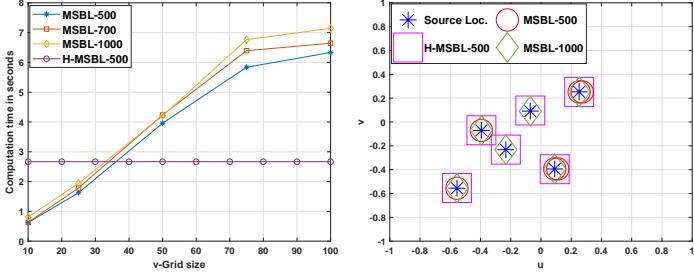 MSBL-500
MSBL-700
MSBL-1000
H-MSBL-500
Computation time in seconds
8
7
6
5
4
3
2
1
0
10 20 30 40 50 60 70 80 90 100
v-Grid size
Source Loc. MSBL-500
H-MSBL-500 MSBL-1000
v
1
0.8
0.6
0.4
0.2
0
-0.2
-0.4
-0.6
-0.8
-1
-1 -0.8 -0.6 -0.4 -0.2 0 0.2 0.4 0.6 0.8 1
u